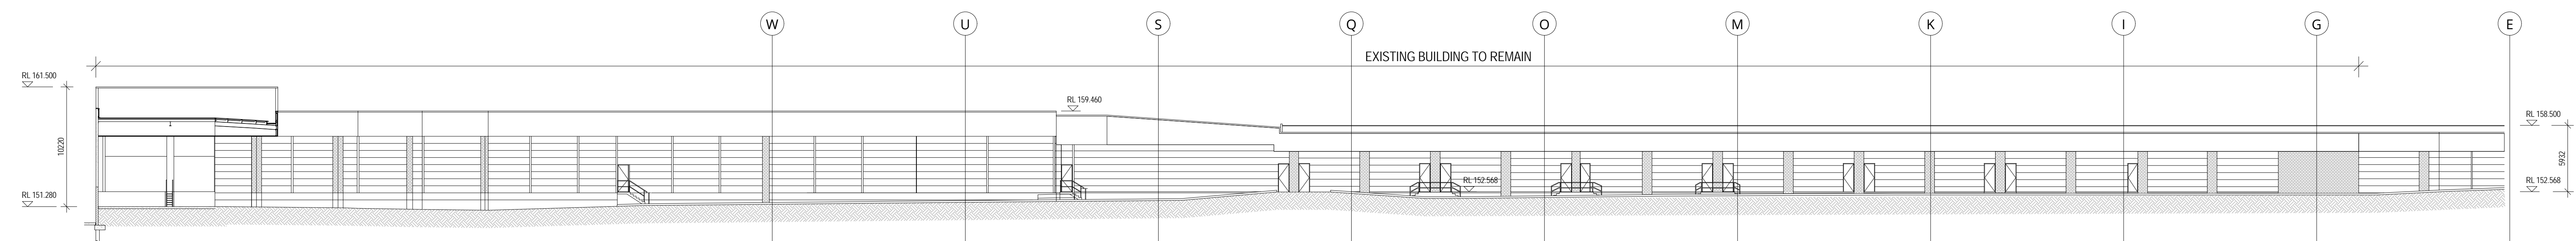 W U S Q O M K I G E
EXISTING BUILDING TO REMAIN
RL 161.500
RL 159.460
RL 158.500
10220
5932
RL 152.568
RL 152.568
RL 151.280